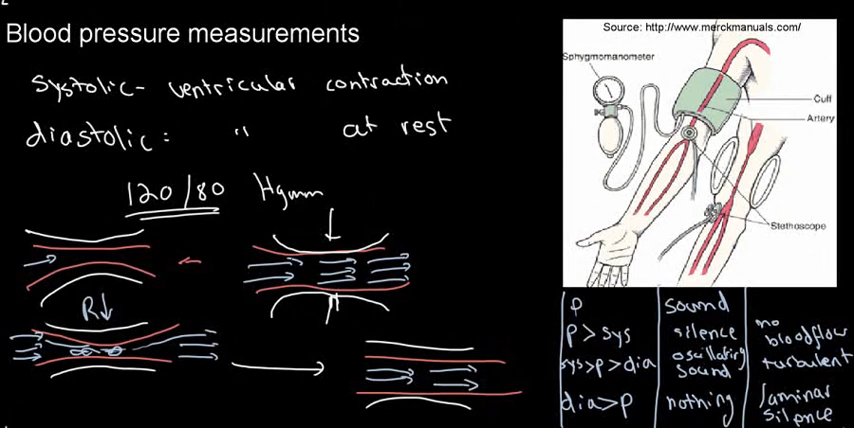 Blood pressure measurements
Source: http://www.merckmanuals.com/
Systolic- ventricular contraction
diastolic: " at rest
120/80 Hgmm
R↓
Sphygmomanometer
Cuff
Artery
Stethoscope
P sound
P > sys silence no bloodflow
sys>p>dia oscillating sound turbulent
dia>p nothing laminar silence